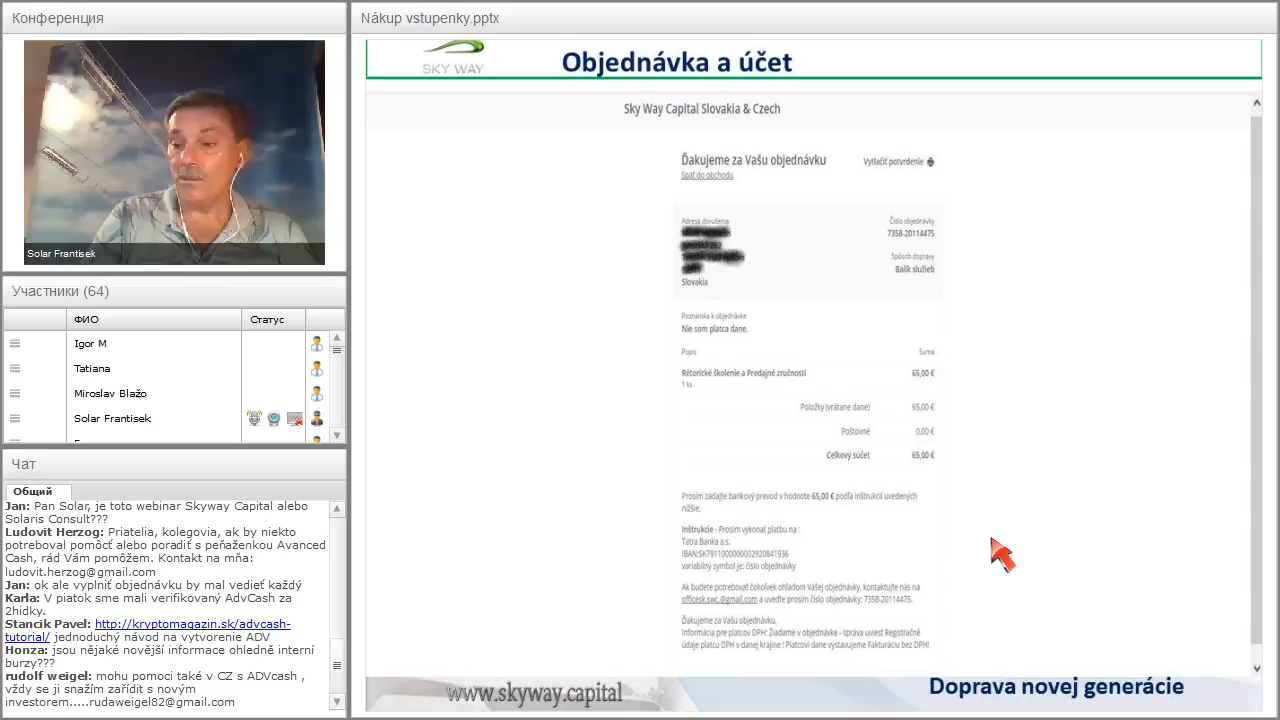 Конференция
Solar Frantisek
Участники (64)
ФИО
Статус
Igor M
Tatiana
Miroslav Blažo
Solar Frantisek
Чат
Общий
Jan: Pan Solar, je toto webinar Skyway Capital alebo
Solaris Consult???
Ludovit Herzog: Priatelia, kolegovia, ak by niekto
potreboval pomôcť alebo poradiť s peňaženkou Avanced
Cash, rád Vám pomôžem. Kontakt na mňa:
ludovit.herzog@gmail.com
Jan: ok ale vyplniť objednávku by mal vedieť každý
Karla: V piatok sme mali verifikovaný AdvCash za
2hidky.
Stancik Pavel: http://kryptomagazin.sk/advcash-
tutorial/ jednoduchý návod na vytvorenie ADV
Honza: jsou nějaké novější informace ohledně interní
burzy???
rudolf weigel: mohu pomoci také v CZ s ADVcash ,
vždy se ji snažím zařídit s novým
investorem.....rudaweigel82@gmail.com
Nákup vstupenky.pptx
SKY WAY
Objednávka a účet
Sky Way Capital Slovakia & Czech
Ďakujeme za Vašu objednávku
Vytlačiť potvrdenie
Späť do obchodu
Adresa doručenia
Číslo objednávky
7358-20114475
Spôsob dopravy
Balík služieb
Slovakia
Poznámka k objednávke
Nie som platca dane.
Popis
Suma
Rétorické školenie a Predajné zručnosti
65,00 €
1 ks
Položky (vrátane dane)
65,00 €
Poštovné
0,00 €
Celkový súčet
65,00 €
Prosím zadajte bankový prevod v hodnote 65,00 € podľa inštrukcií uvedených
nižšie.
Inštrukcie - Prosím vykonať platbu na :
Tatra Banka a.s.
IBAN:SK7911000000002920841936
variabilný symbol je: číslo objednávky
Ak budete potrebovať čokoľvek ohľadom Vašej objednávky, kontaktujte nás na
officesk.swc@gmail.com a uveďte prosím číslo objednávky: 7358-20114475.
Ďakujeme za Vašu objednávku.
Informácia pre platcov DPH: Žiadame v objednávke - správa uviesť Registračné
údaje platcu DPH v danej krajine ! Platcovi dane vystavujeme Fakturáciu bez DPH!
www.skyway.capital
Doprava novej generácie